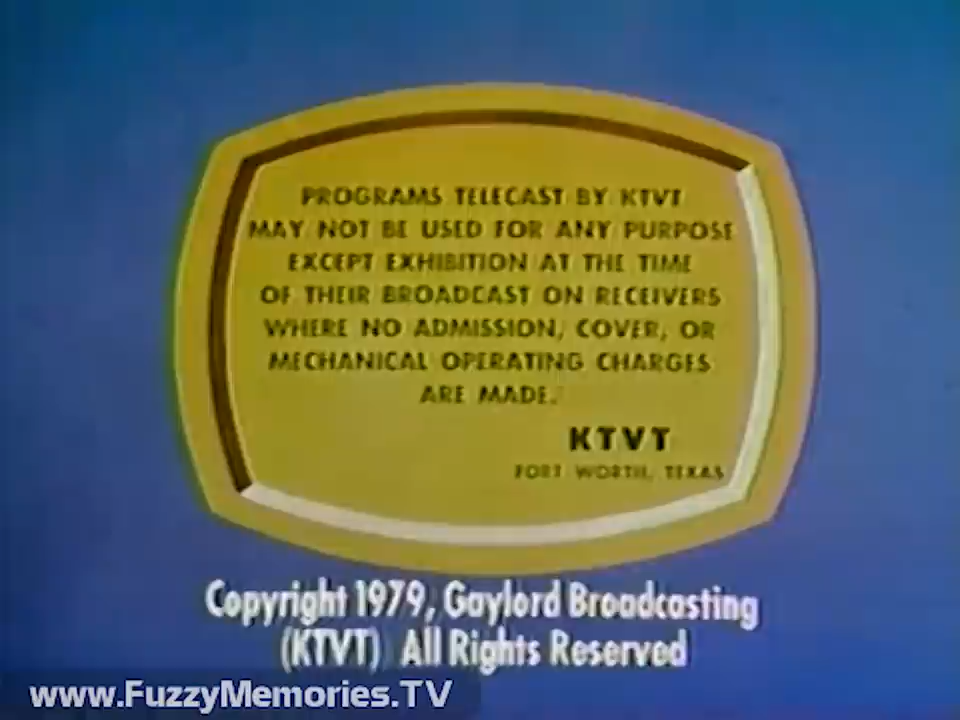 PROGRAMS TELECAST BY KTVT
MAY NOT BE USED FOR ANY PURPOSE
EXCEPT EXHIBITION AT THE TIME
OF THEIR BROADCAST ON RECEIVERS
WHERE NO ADMISSION, COVER, OR
MECHANICAL OPERATING CHARGES
ARE MADE.
KTVT
FORT WORTH, TEXAS
Copyright 1979, Gaylord Broadcasting
(KTVT) All Rights Reserved
www.FuzzyMemories.TV